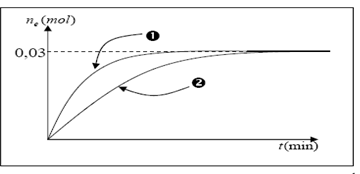 n_e (mol)
❶
0,03
❷
t(min)